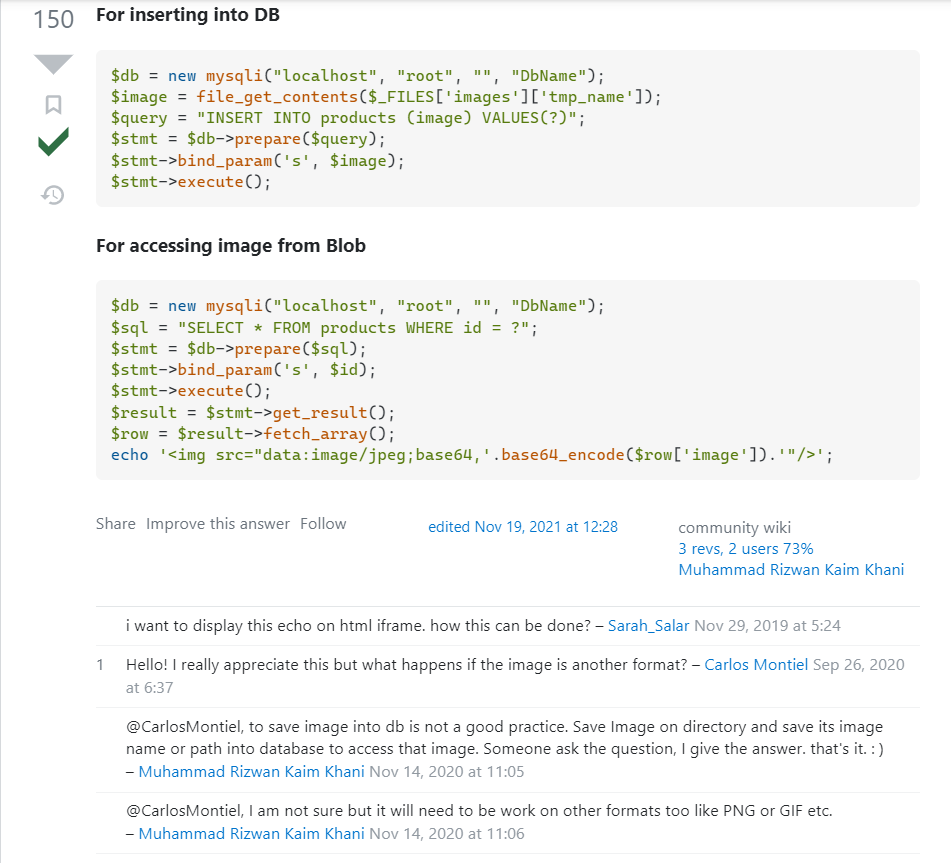 150
For inserting into DB
$db = new mysqli("localhost", "root", "", "DbName");
$image = file_get_contents($_FILES['images']['tmp_name']);
$query = "INSERT INTO products (image) VALUES(?)";
$stmt = $db->prepare($query);
$stmt->bind_param('s', $image);
$stmt->execute();
For accessing image from Blob
$db = new mysqli("localhost", "root", "", "DbName");
$sql = "SELECT * FROM products WHERE id = ?";
$stmt = $db->prepare($sql);
$stmt->bind_param('s', $id);
$stmt->execute();
$result = $stmt->get_result();
$row = $result->fetch_array();
echo '<img src="data:image/jpeg;base64,'.base64_encode($row['image']).'"/>';
Share Improve this answer Follow
edited Nov 19, 2021 at 12:28
community wiki
3 revs, 2 users 73%
Muhammad Rizwan Kaim Khani
i want to display this echo on html iframe. how this can be done? – Sarah_Salar Nov 29, 2019 at 5:24
1 Hello! I really appreciate this but what happens if the image is another format? – Carlos Montiel Sep 26, 2020
at 6:37
@CarlosMontiel, to save image into db is not a good practice. Save Image on directory and save its image
name or path into database to access that image. Someone ask the question, I give the answer. that's it. : )
– Muhammad Rizwan Kaim Khani Nov 14, 2020 at 11:05
@CarlosMontiel, I am not sure but it will need to be work on other formats too like PNG or GIF etc.
– Muhammad Rizwan Kaim Khani Nov 14, 2020 at 11:06